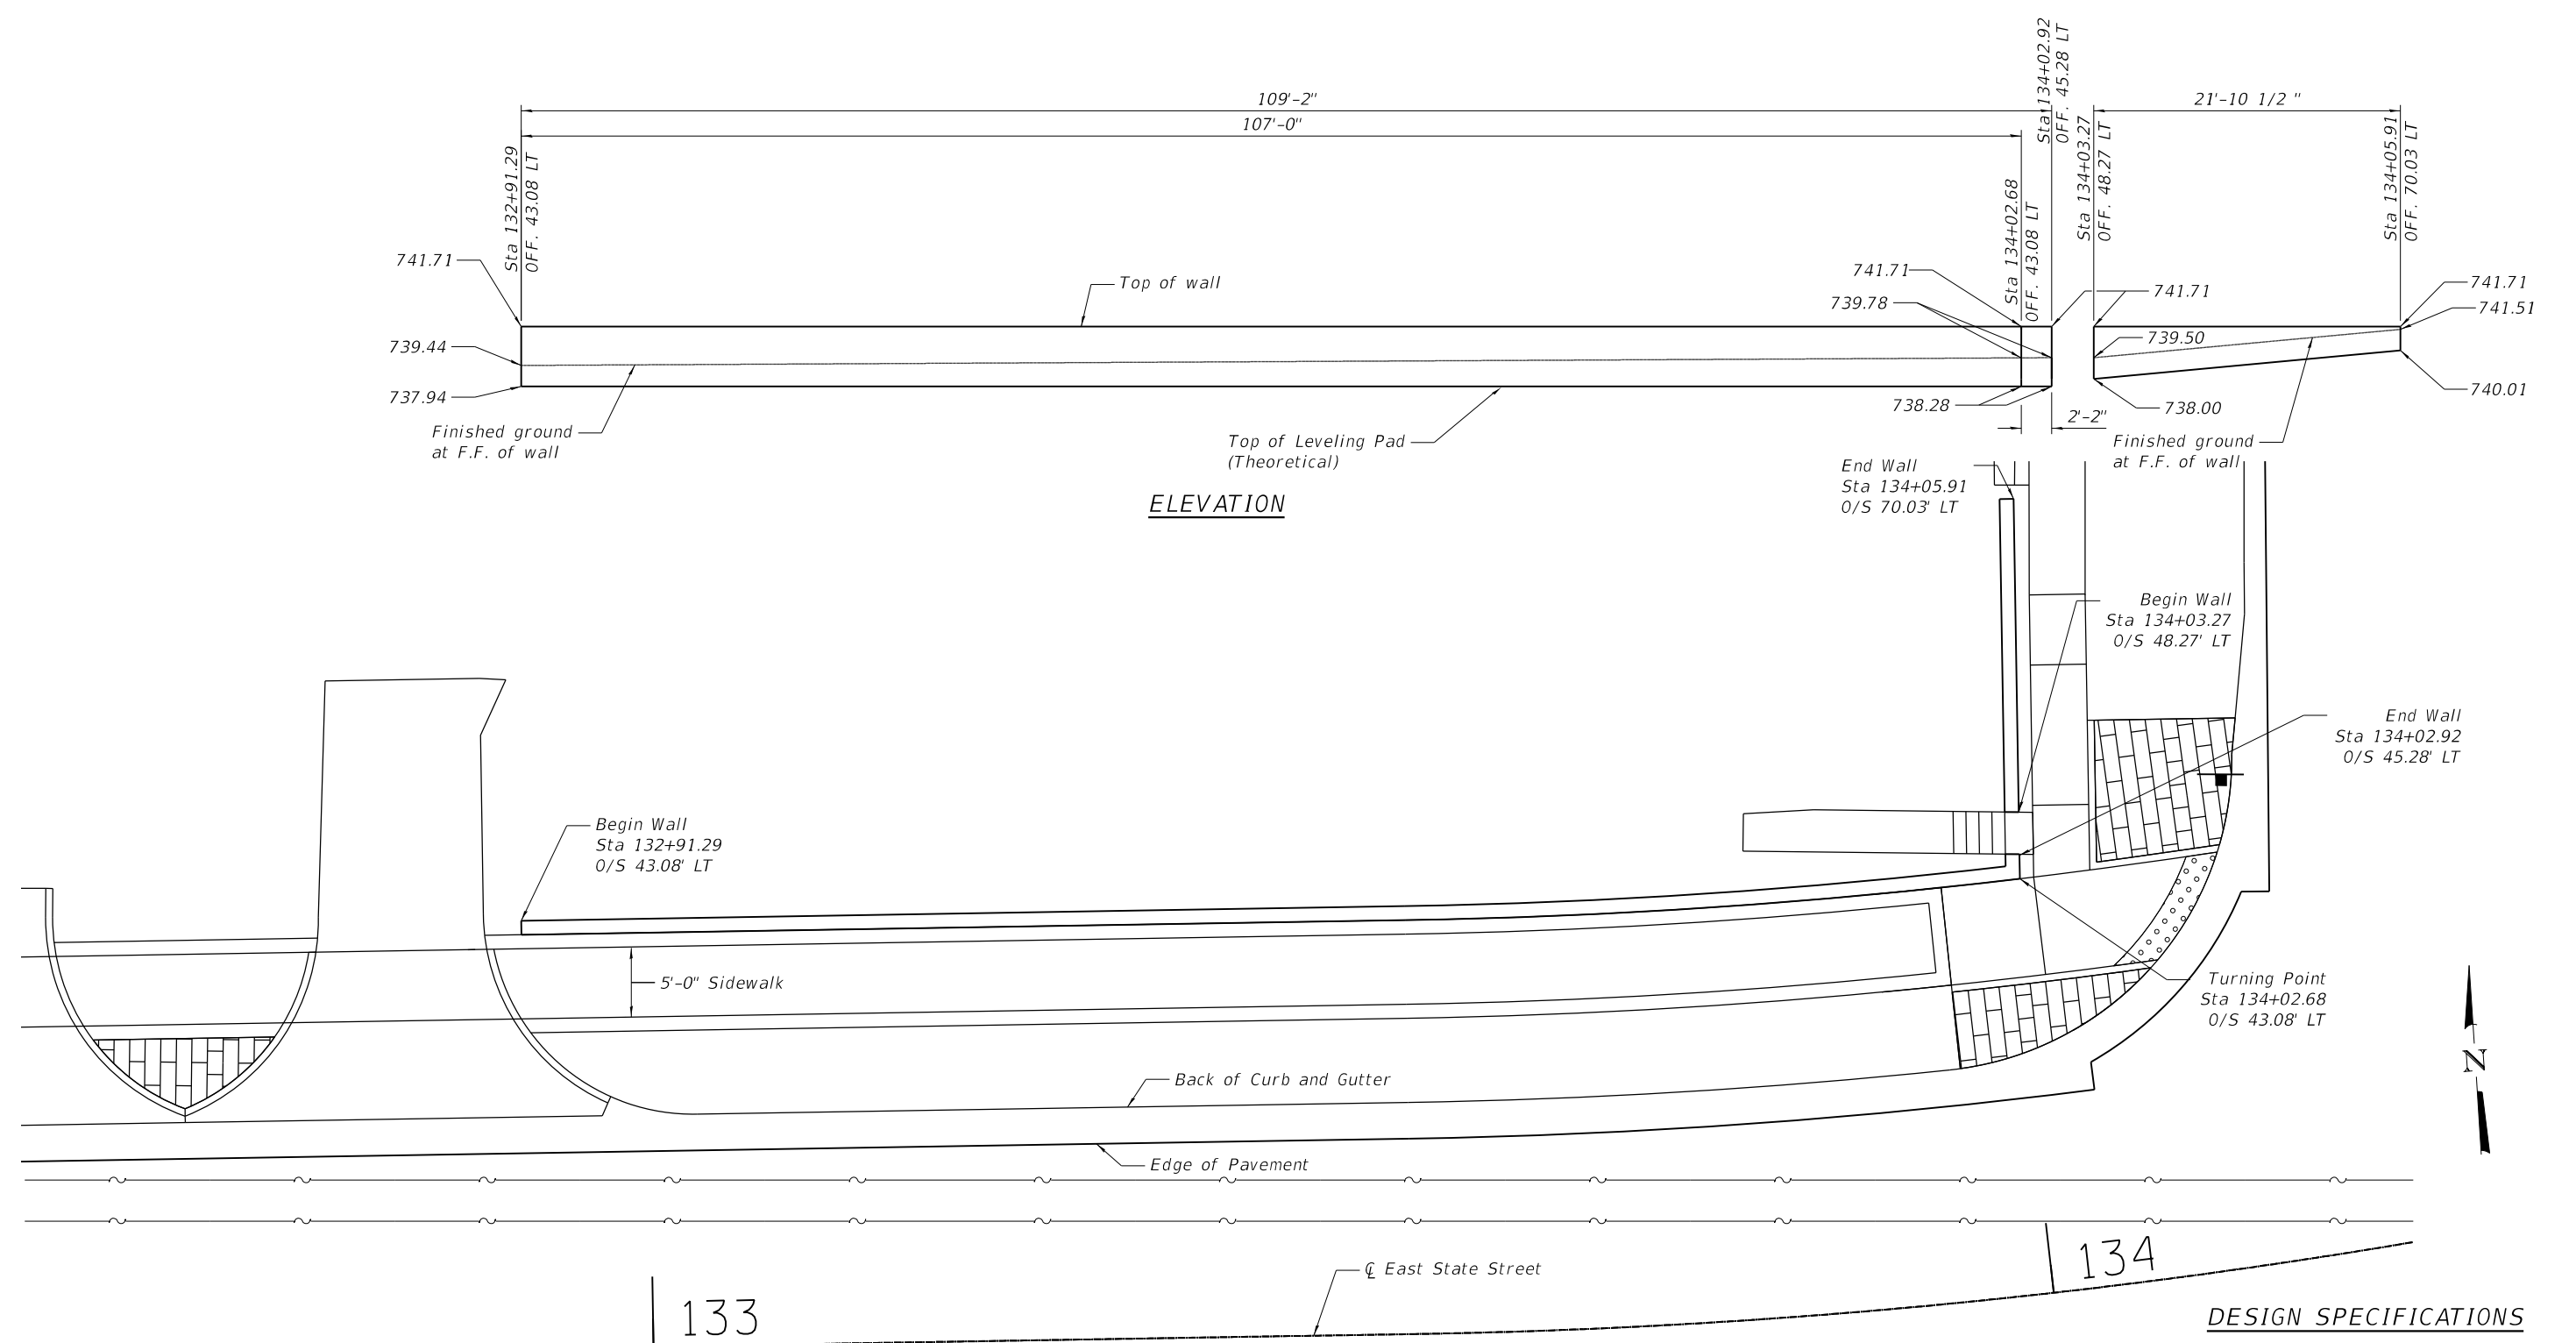 109'-2"
107'-0"
21'-10 1/2 "
Sta 132+91.29
OFF. 43.08 LT
Sta 134+02.68
OFF. 43.08 LT
Sta 134+02.92
OFF. 45.28 LT
Sta 134+03.27
OFF. 48.27 LT
Sta 134+05.91
OFF. 70.03 LT
741.71
739.44
737.94
Top of wall
741.71
739.78
738.28
741.71
739.50
738.00
741.71
741.51
740.01
2'-2"
Finished ground
at F.F. of wall
Top of Leveling Pad
(Theoretical)
Finished ground
at F.F. of wall
ELEVATION
End Wall
Sta 134+05.91
O/S 70.03' LT
Begin Wall
Sta 134+03.27
O/S 48.27' LT
End Wall
Sta 134+02.92
O/S 45.28' LT
Begin Wall
Sta 132+91.29
O/S 43.08' LT
5'-0" Sidewalk
Turning Point
Sta 134+02.68
O/S 43.08' LT
N
Back of Curb and Gutter
Edge of Pavement
℄ East State Street
133
134
DESIGN SPECIFICATIONS